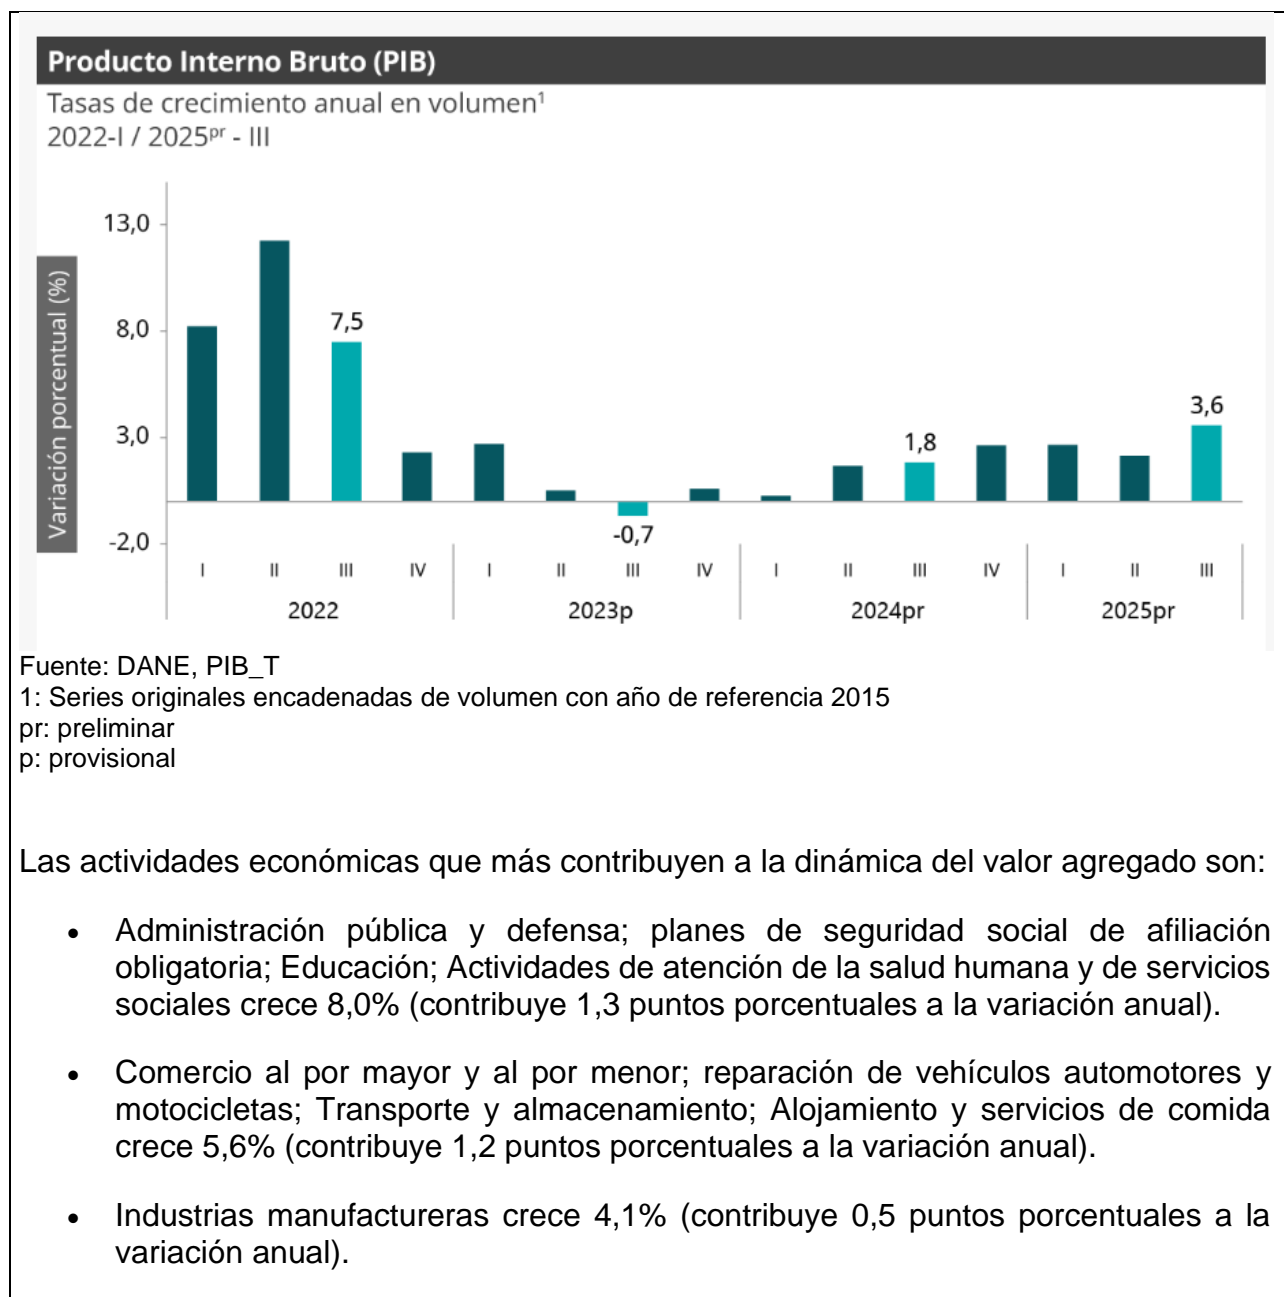 Producto Interno Bruto (PIB)
Tasas de crecimiento anual en volumen¹
2022-I / 2025ᵖʳ - III
Variación porcentual (%)
13,0
8,0
3,0
-2,0
7,5
-0,7
1,8
3,6
I II III IV I II III IV I II III IV I II III
2022 2023p 2024pr 2025pr
Fuente: DANE, PIB_T
1: Series originales encadenadas de volumen con año de referencia 2015
pr: preliminar
p: provisional
Las actividades económicas que más contribuyen a la dinámica del valor agregado son:
• Administración pública y defensa; planes de seguridad social de afiliación
obligatoria; Educación; Actividades de atención de la salud humana y de servicios
sociales crece 8,0% (contribuye 1,3 puntos porcentuales a la variación anual).
• Comercio al por mayor y al por menor; reparación de vehículos automotores y
motocicletas; Transporte y almacenamiento; Alojamiento y servicios de comida
crece 5,6% (contribuye 1,2 puntos porcentuales a la variación anual).
• Industrias manufactureras crece 4,1% (contribuye 0,5 puntos porcentuales a la
variación anual).